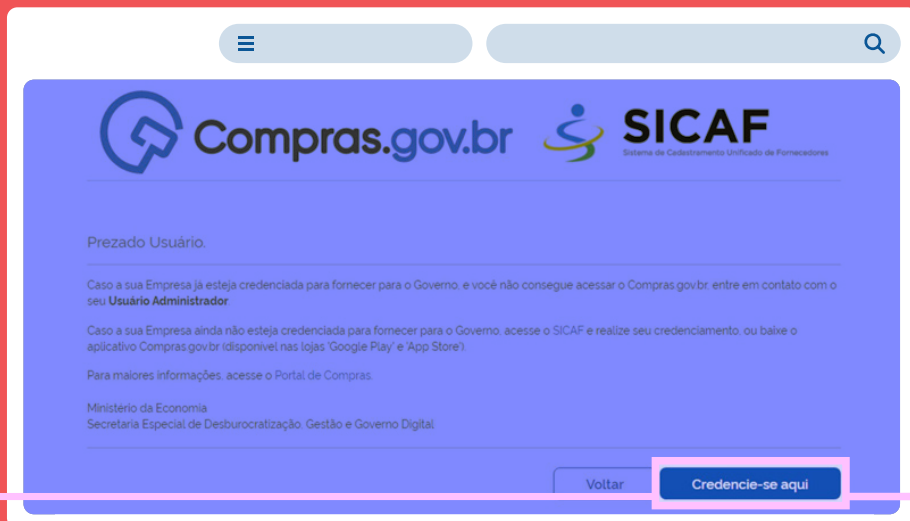 Compras.gov.br
SICAF
Sistema de Cadastramento Unificado de Fornecedores
Prezado Usuário,
Caso a sua Empresa já esteja credenciada para fornecer para o Governo, e você não consegue acessar o Compras.gov.br, entre em contato com o
seu Usuário Administrador.
Caso a sua Empresa ainda não esteja credenciada para fornecer para o Governo, acesse o SICAF e realize seu credenciamento, ou baixe o
aplicativo Compras.gov.br (disponível nas lojas 'Google Play' e 'App Store').
Para maiores informações, acesse o Portal de Compras.
Ministério da Economia
Secretaria Especial de Desburocratização, Gestão e Governo Digital
Voltar
Credencie-se aqui